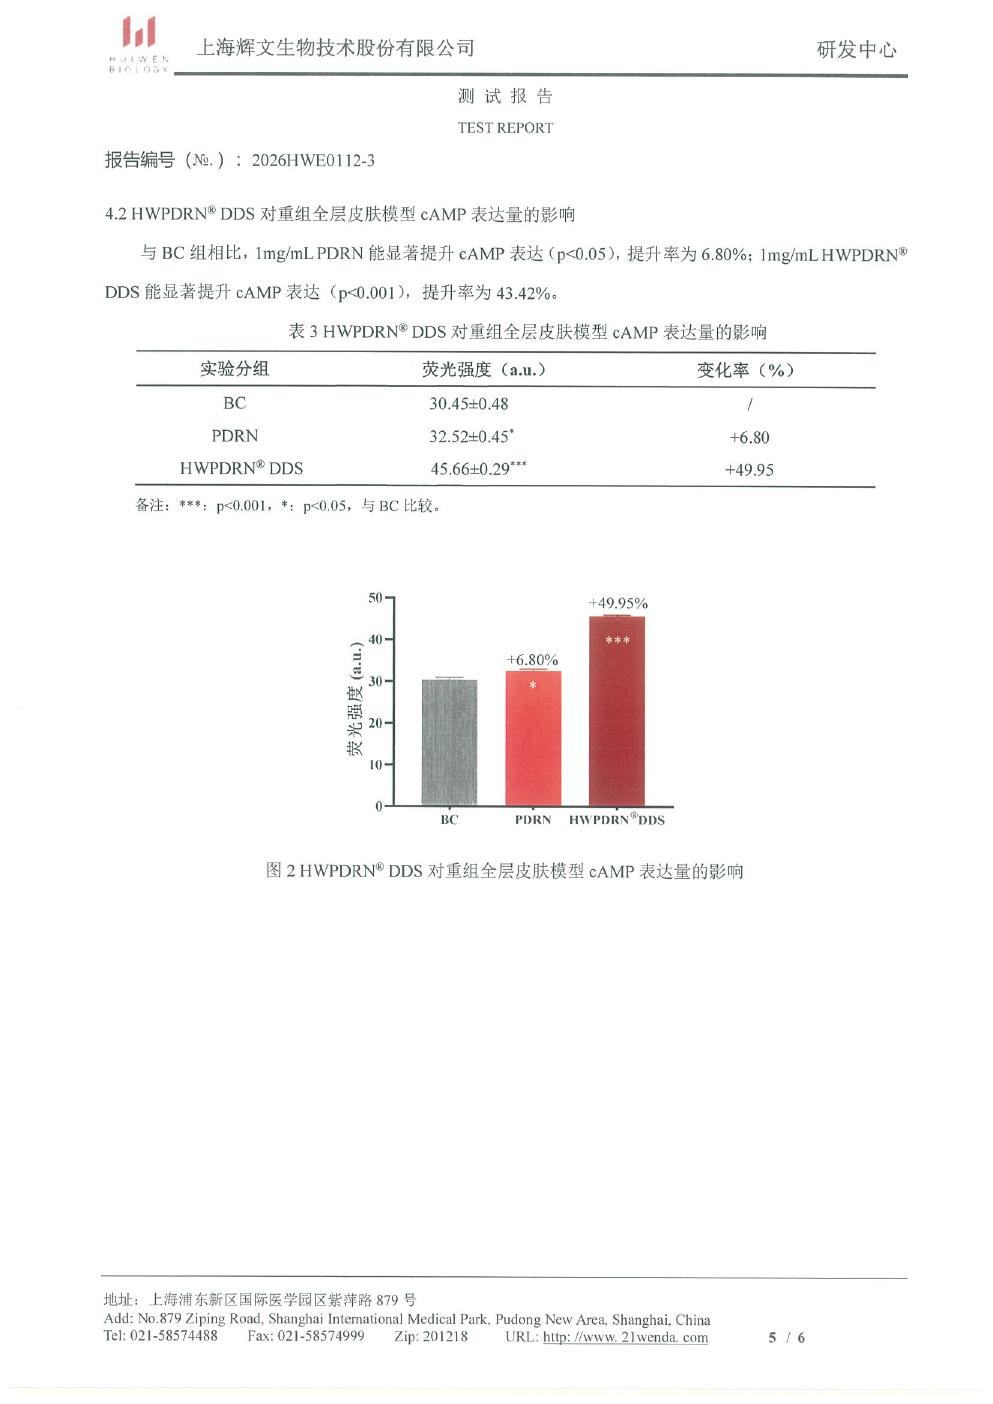 HUIWEN
BIOLOGY
上海辉文生物技术股份有限公司
研发中心
测试报告
TEST REPORT
报告编号（№.）：2026HWE0112-3
4.2 HWPDRN® DDS 对重组全层皮肤模型 cAMP 表达量的影响
与 BC 组相比，1mg/mL PDRN 能显著提升 cAMP 表达（p<0.05），提升率为 6.80%；1mg/mL HWPDRN®
DDS 能显著提升 cAMP 表达（p<0.001），提升率为 43.42%。
表 3 HWPDRN® DDS 对重组全层皮肤模型 cAMP 表达量的影响
实验分组 荧光强度（a.u.） 变化率（%）
BC 30.45±0.48 /
PDRN 32.52±0.45* +6.80
HWPDRN® DDS 45.66±0.29*** +49.95
备注：***：p<0.001，*：p<0.05，与 BC 比较。
荧光强度 (a.u.)
50
40
30
20
10
0
+6.80%
*
+49.95%
***
BC PDRN HWPDRN®DDS
图 2 HWPDRN® DDS 对重组全层皮肤模型 cAMP 表达量的影响
地址：上海浦东新区国际医学园区紫萍路 879 号
Add: No.879 Ziping Road, Shanghai International Medical Park, Pudong New Area, Shanghai, China
Tel: 021-58574488 Fax: 021-58574999 Zip: 201218 URL: http://www.21wenda.com 5 / 6